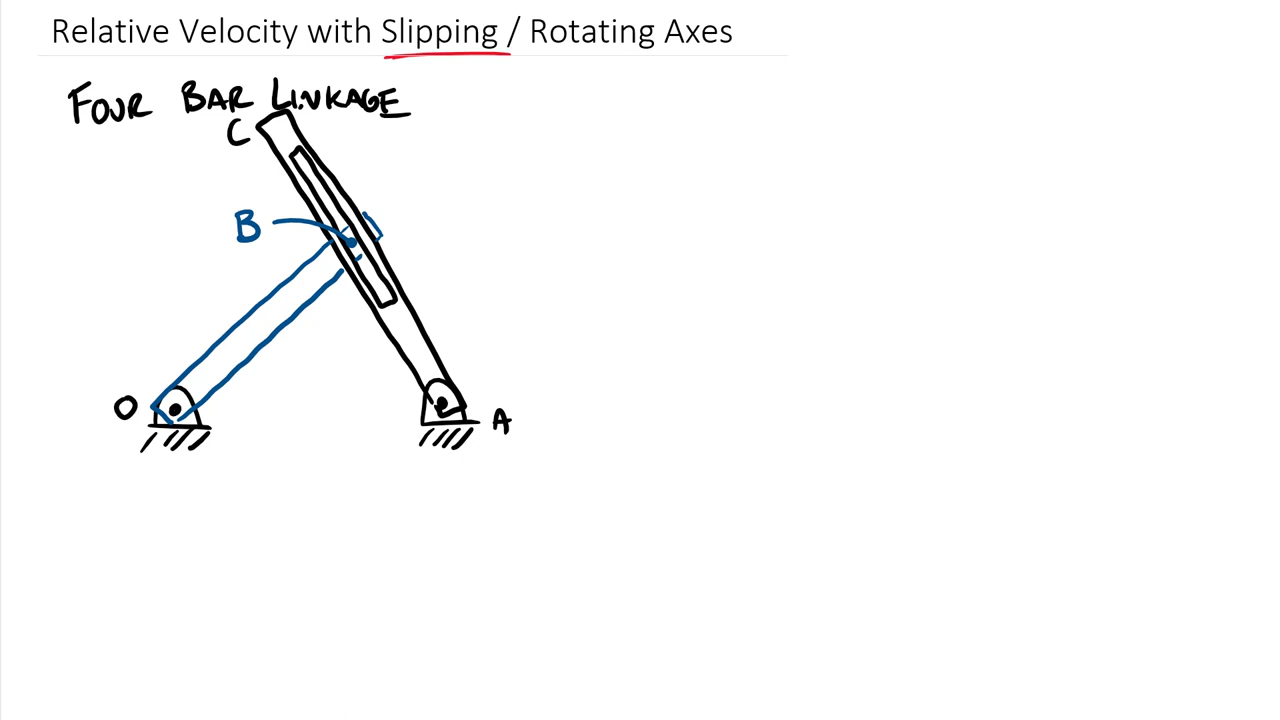 Relative Velocity with Slipping / Rotating Axes
FOUR BAR LINKAGE
C
B
O
A